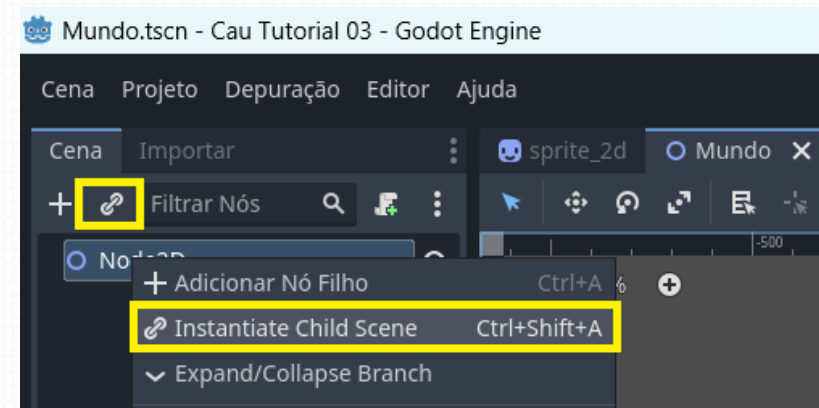 Mundo.tscn - Cau Tutorial 03 - Godot Engine
Cena Projeto Depuração Editor Ajuda
Cena Importar sprite_2d Mundo
Filtrar Nós
-500
+ Adicionar Nó Filho Ctrl+A %
Instantiate Child Scene Ctrl+Shift+A
Expand/Collapse Branch